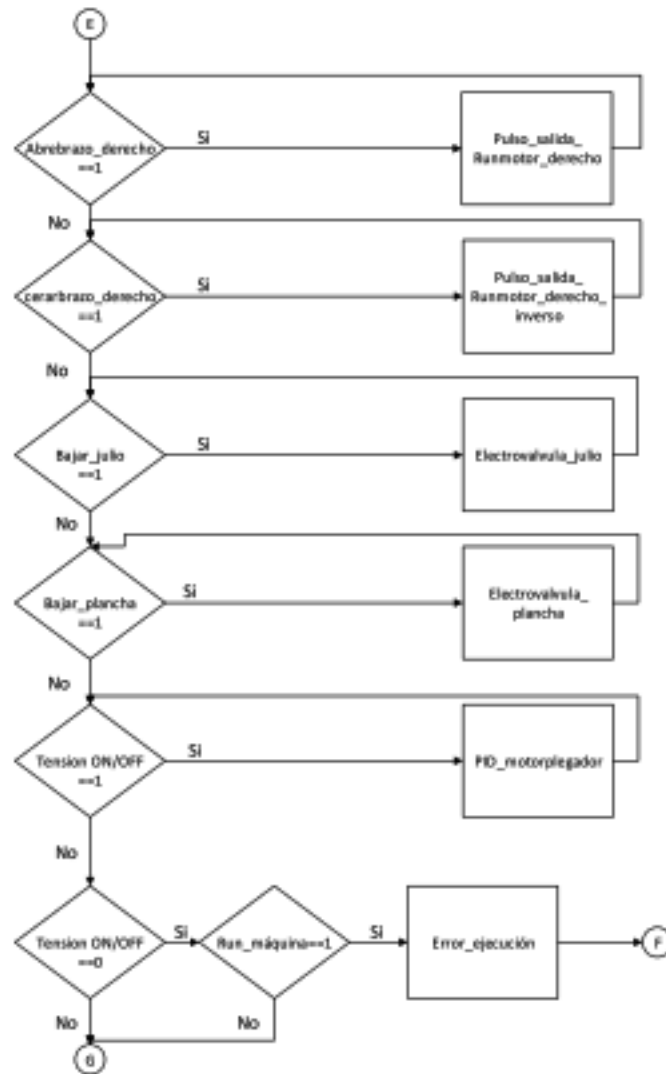 E
Abrebrazo_derecho
==1
Si
Pulso_salida_
Runmotor_derecho
No
cerarbrazo_derecho
==1
Si
Pulso_salida_
Runmotor_derecho_
inverso
No
Bajar_julio
==1
Si
Electrovalvula_julio
No
Bajar_plancha
==1
Si
Electrovalvula_
plancha
No
Tension ON/OFF
==1
Si
PID_motorplegador
No
Tension ON/OFF
==0
Si
Run_máquina==1
Si
Error_ejecución
F
No
No
G